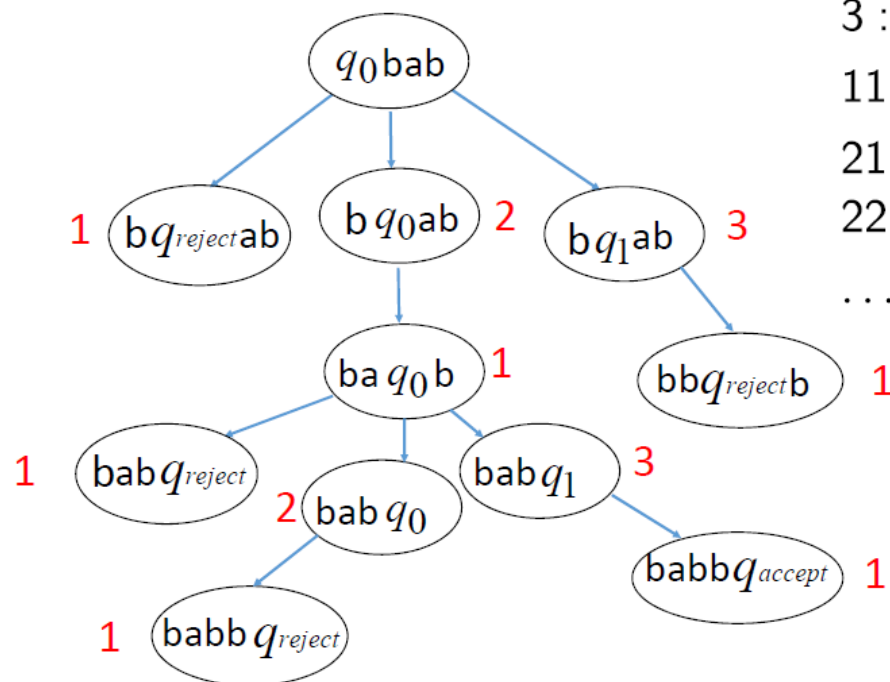 3 :
q0bab
11
21
1 bqrejectab
bq0ab 2
bq1ab 3
22
. . .
baq0b 1
bbqrejectb 1
1 babqreject
2 babq0
babq1 3
babbqaccept 1
1 babbqreject